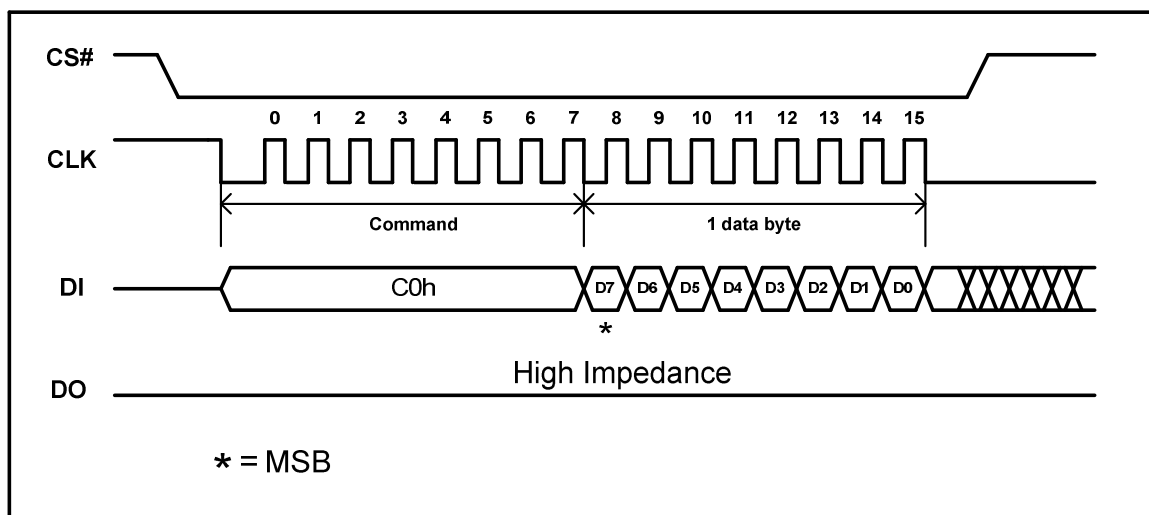 CS#
0 1 2 3 4 5 6 7 8 9 10 11 12 13 14 15
CLK
Command 1 data byte
DI C0h D7 D6 D5 D4 D3 D2 D1 D0
*
High Impedance
DO
* = MSB